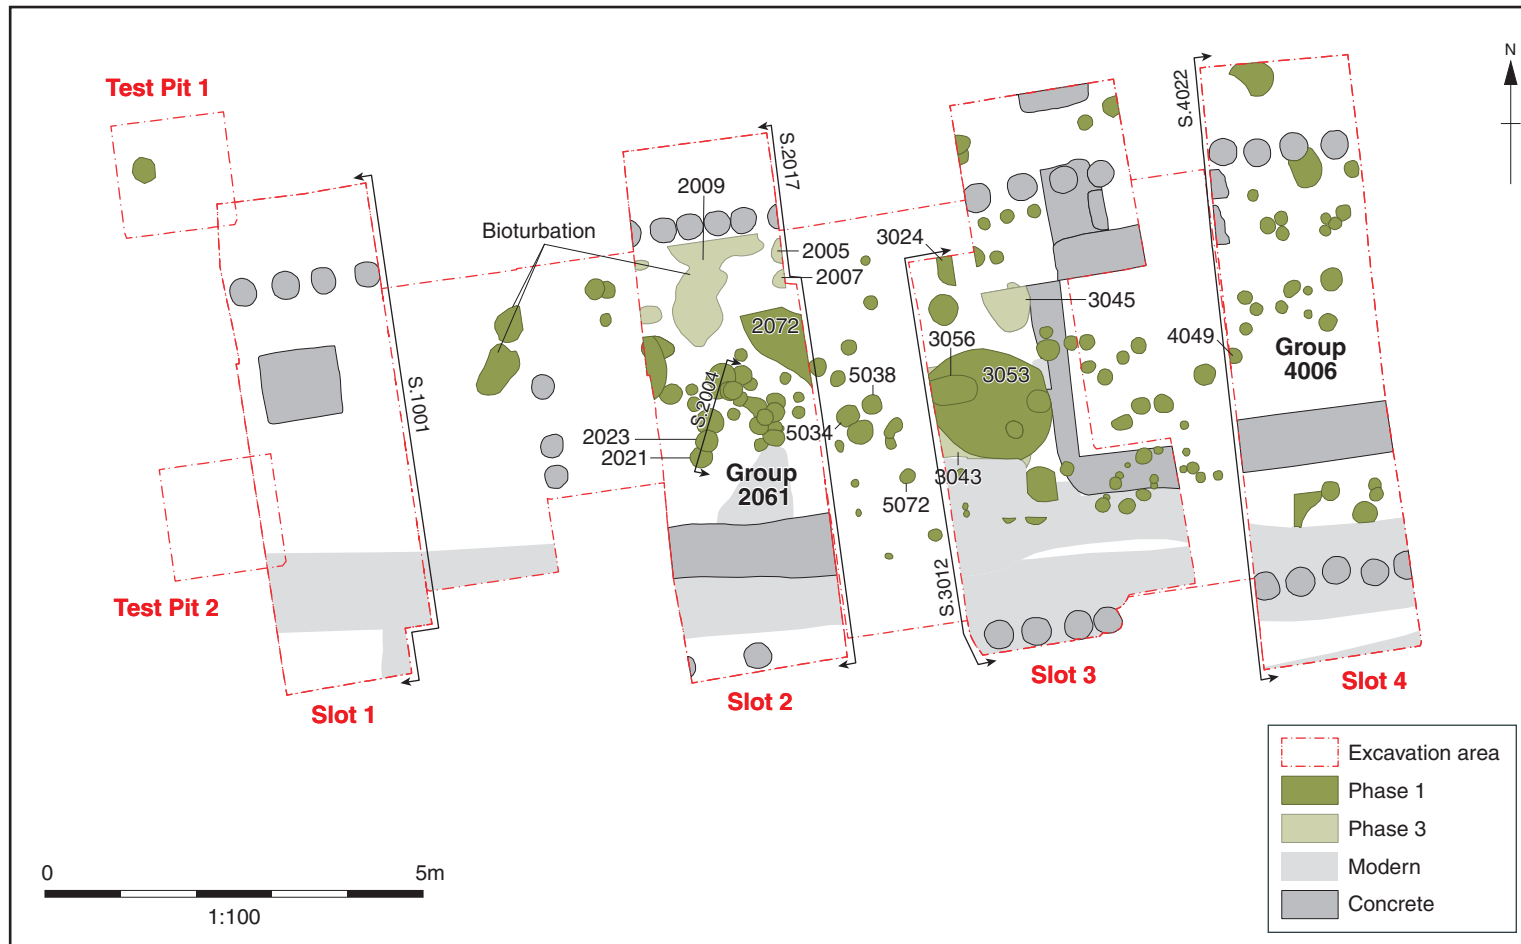 Test Pit 1
N
S.4022
S.2017
2009
Bioturbation
2005
2007
3024
3045
2072
3056
3053
4049
Group
4006
S.1001
S.2004
5038
5034
2023
2021
Group
2061
3043
5072
S.3012
Test Pit 2
Slot 1
Slot 2
Slot 3
Slot 4
Excavation area
Phase 1
Phase 3
Modern
Concrete
0
5m
1:100